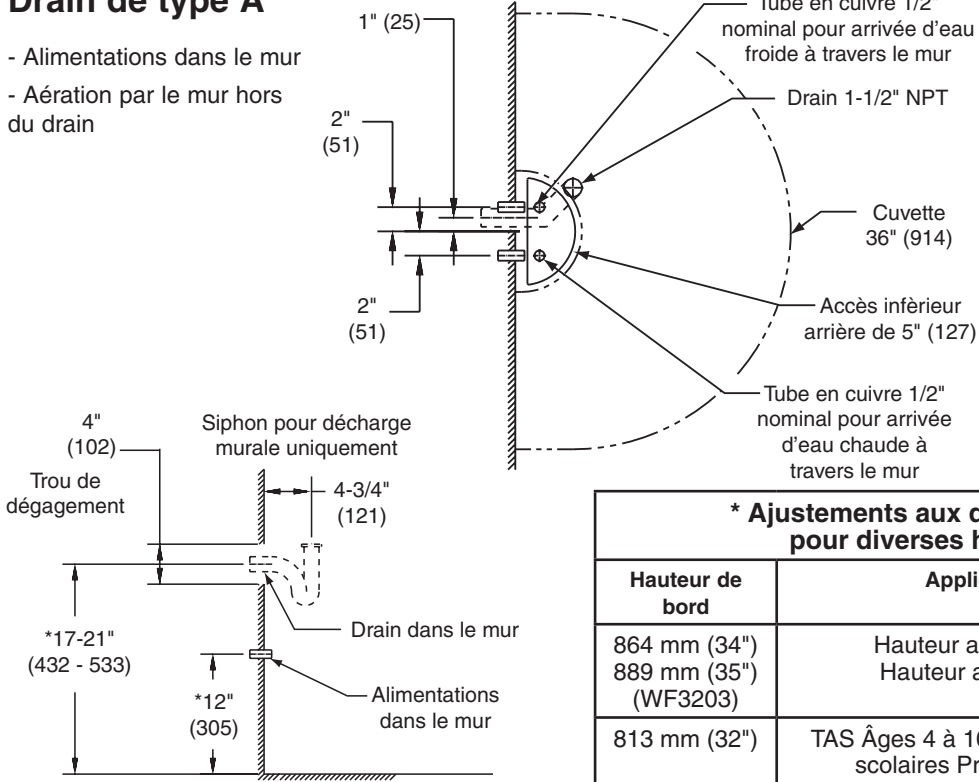 Drain de type A
- Alimentations dans le mur
- Aération par le mur hors
du drain
1" (25)
2"
(51)
2"
(51)
Tube en cuivre 1/2"
nominal pour arrivée d'eau
froide à travers le mur
Drain 1-1/2" NPT
Cuvette
36" (914)
Accès infèrieur
arrière de 5" (127)
Tube en cuivre 1/2"
nominal pour arrivée
d'eau chaude à
travers le mur
4"
(102)
Trou de
dégagement
Siphon pour décharge
murale uniquement
4-3/4"
(121)
*17-21"
(432 - 533)
Drain dans le mur
*12"
(305)
Alimentations
dans le mur
* Ajustements aux
pour diverses
Hauteur de
bord
864 mm (34")
Hauteur
889 mm (35")
Hauteur
(WF3203)
813 mm (32")
TAS Âges 4 à
scolaires